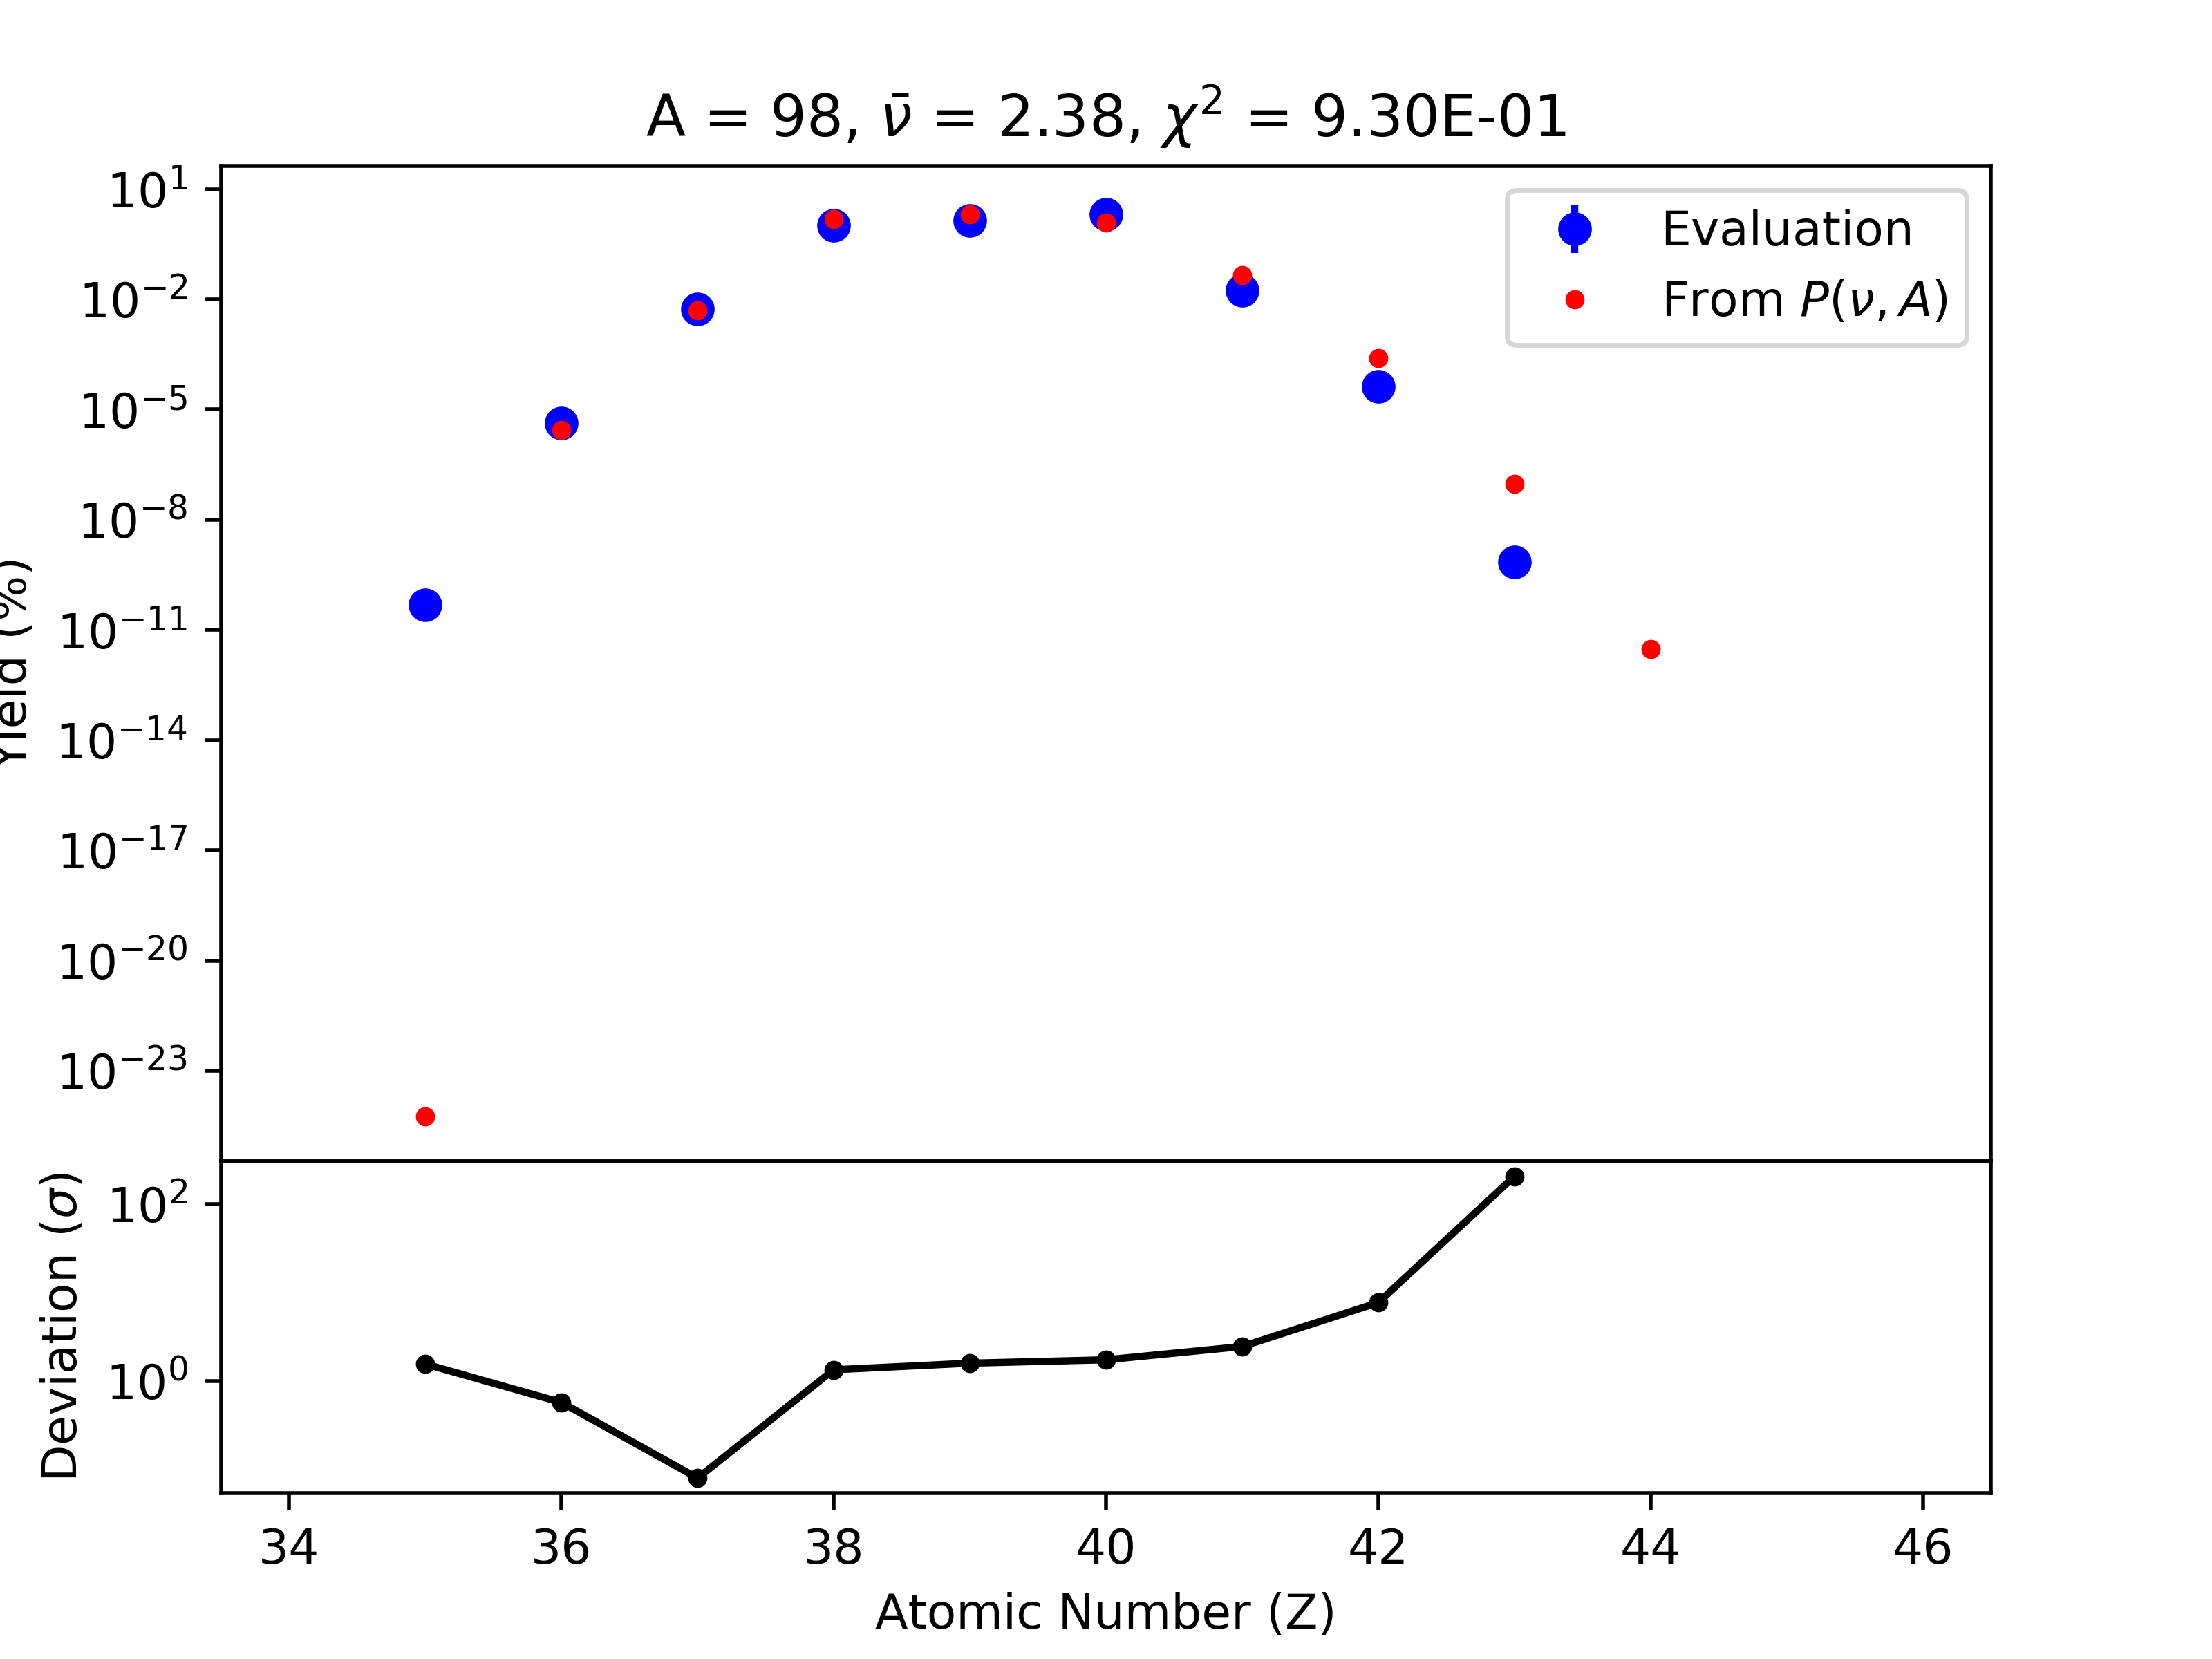 A = 98, ν̄ = 2.38, χ² = 9.30E-01
10¹
10⁻²
10⁻⁵
10⁻⁸
10⁻¹¹
10⁻¹⁴
10⁻¹⁷
10⁻²⁰
10⁻²³
Yield (%)
Evaluation
From P(ν, A)
10²
10⁰
Deviation (σ)
34 36 38 40 42 44 46
Atomic Number (Z)